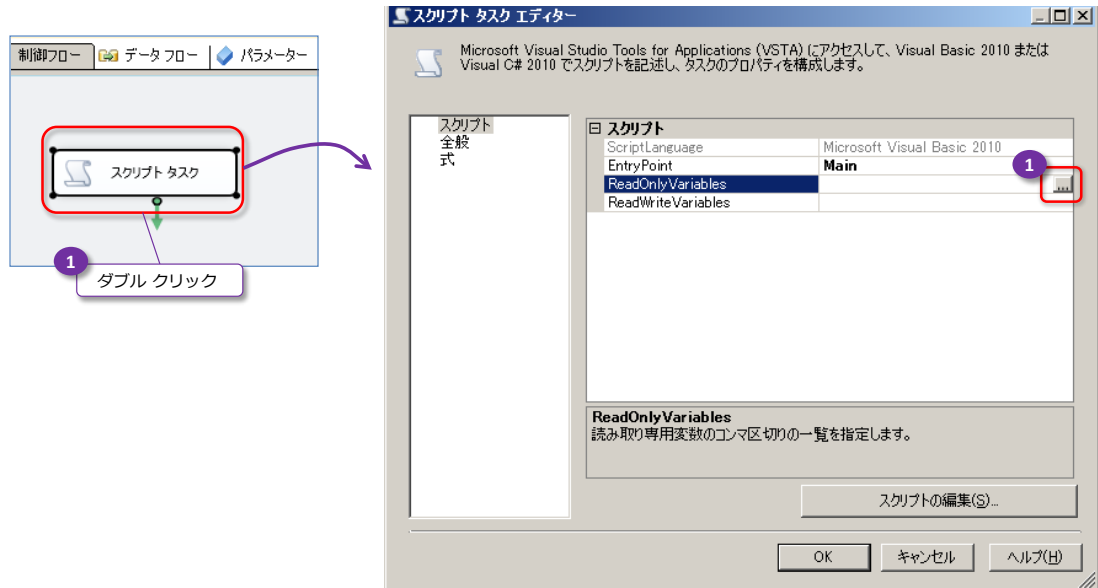 制御フロー データ フロー パラメーター
スクリプト タスク
1
ダブル クリック
スクリプト タスク エディター
Microsoft Visual Studio Tools for Applications (VSTA) にアクセスして、Visual Basic 2010 または
Visual C# 2010 でスクリプトを記述し、タスクのプロパティを構成します。
スクリプト
全般
式
スクリプト
ScriptLanguage Microsoft Visual Basic 2010
EntryPoint Main
1
ReadOnlyVariables ...
ReadWriteVariables
ReadOnlyVariables
読み取り専用変数のコンマ区切りの一覧を指定します。
スクリプトの編集(S)...
OK キャンセル ヘルプ(H)